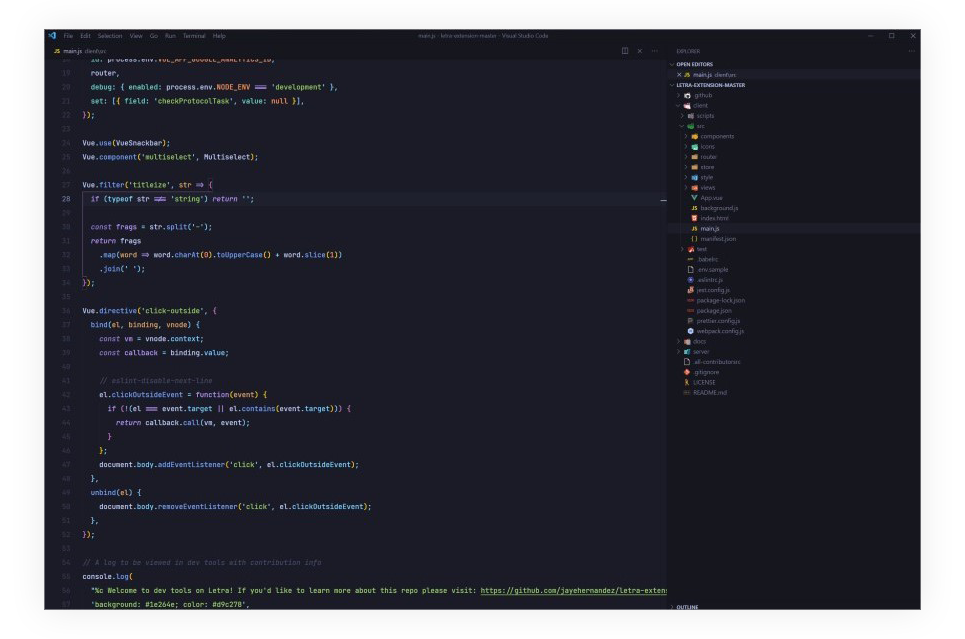 File Edit Selection View Go Run Terminal Help
main.js - letra-extension-master - Visual Studio Code
main.js client\src
18 id: process.env.VUE_APP_GOOGLE_ANALYTICS_ID,
19 router,
20 debug: { enabled: process.env.NODE_ENV === 'development' },
21 set: [{ field: 'checkProtocolTask', value: null }],
22 });
23
24 Vue.use(VueSnackbar);
25 Vue.component('multiselect', Multiselect);
26
27 Vue.filter('titleize', str => {
28 if (typeof str !== 'string') return '';
29
30 const frags = str.split('-');
31 return frags
32 .map(word => word.charAt(0).toUpperCase() + word.slice(1))
33 .join(' ');
34 });
35
36 Vue.directive('click-outside', {
37 bind(el, binding, vnode) {
38 const vm = vnode.context;
39 const callback = binding.value;
40
41 // eslint-disable-next-line
42 el.clickOutsideEvent = function(event) {
43 if (!(el === event.target || el.contains(event.target))) {
44 return callback.call(vm, event);
45 }
46 };
47 document.body.addEventListener('click', el.clickOutsideEvent);
48 },
49 unbind(el) {
50 document.body.removeEventListener('click', el.clickOutsideEvent);
51 },
52 });
53
54 // A log to be viewed in dev tools with contribution info
55 console.log(
56 "%c Welcome to dev tools on Letra! If you'd like to learn more about this repo please visit: https://github.com/jayehernandez/letra-exten
57 'background: #1e264e; color: #d9c278',
EXPLORER
OPEN EDITORS
JS main.js client\src
LETRA-EXTENSION-MASTER
.github
client
scripts
src
components
icons
router
store
style
views
App.vue
JS background.js
index.html
JS main.js
{ } manifest.json
test
.babelrc
.env.sample
.eslintrc.js
jest.config.js
package-lock.json
package.json
prettier.config.js
webpack.config.js
docs
server
.all-contributorsrc
.gitignore
LICENSE
README.md
OUTLINE